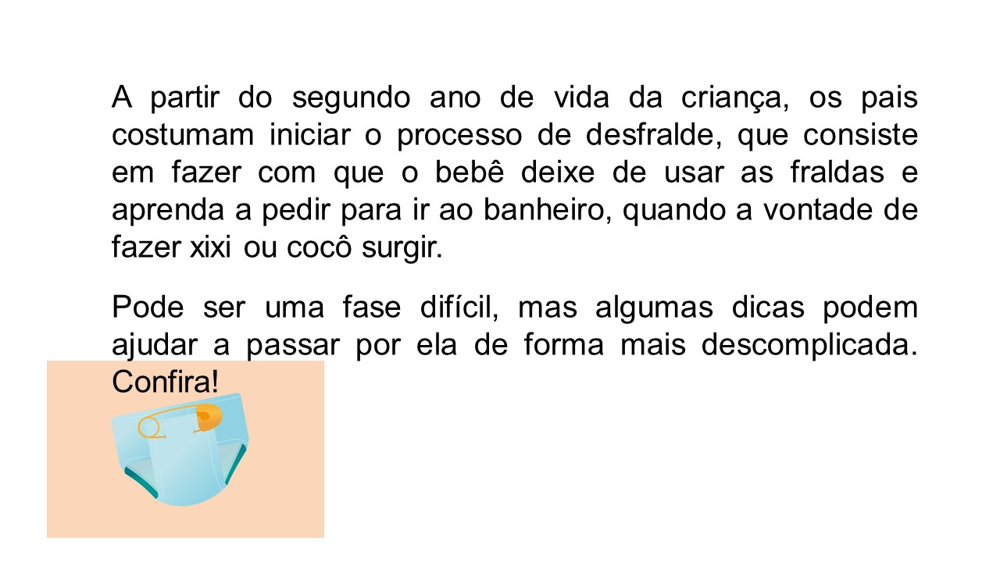 A partir do segundo ano de vida da criança, os pais
costumam iniciar o processo de desfralde, que consiste
em fazer com que o bebê deixe de usar as fraldas e
aprenda a pedir para ir ao banheiro, quando a vontade de
fazer xixi ou cocô surgir.
Pode ser uma fase difícil, mas algumas dicas podem
ajudar a passar por ela de forma mais descomplicada.
Confira!